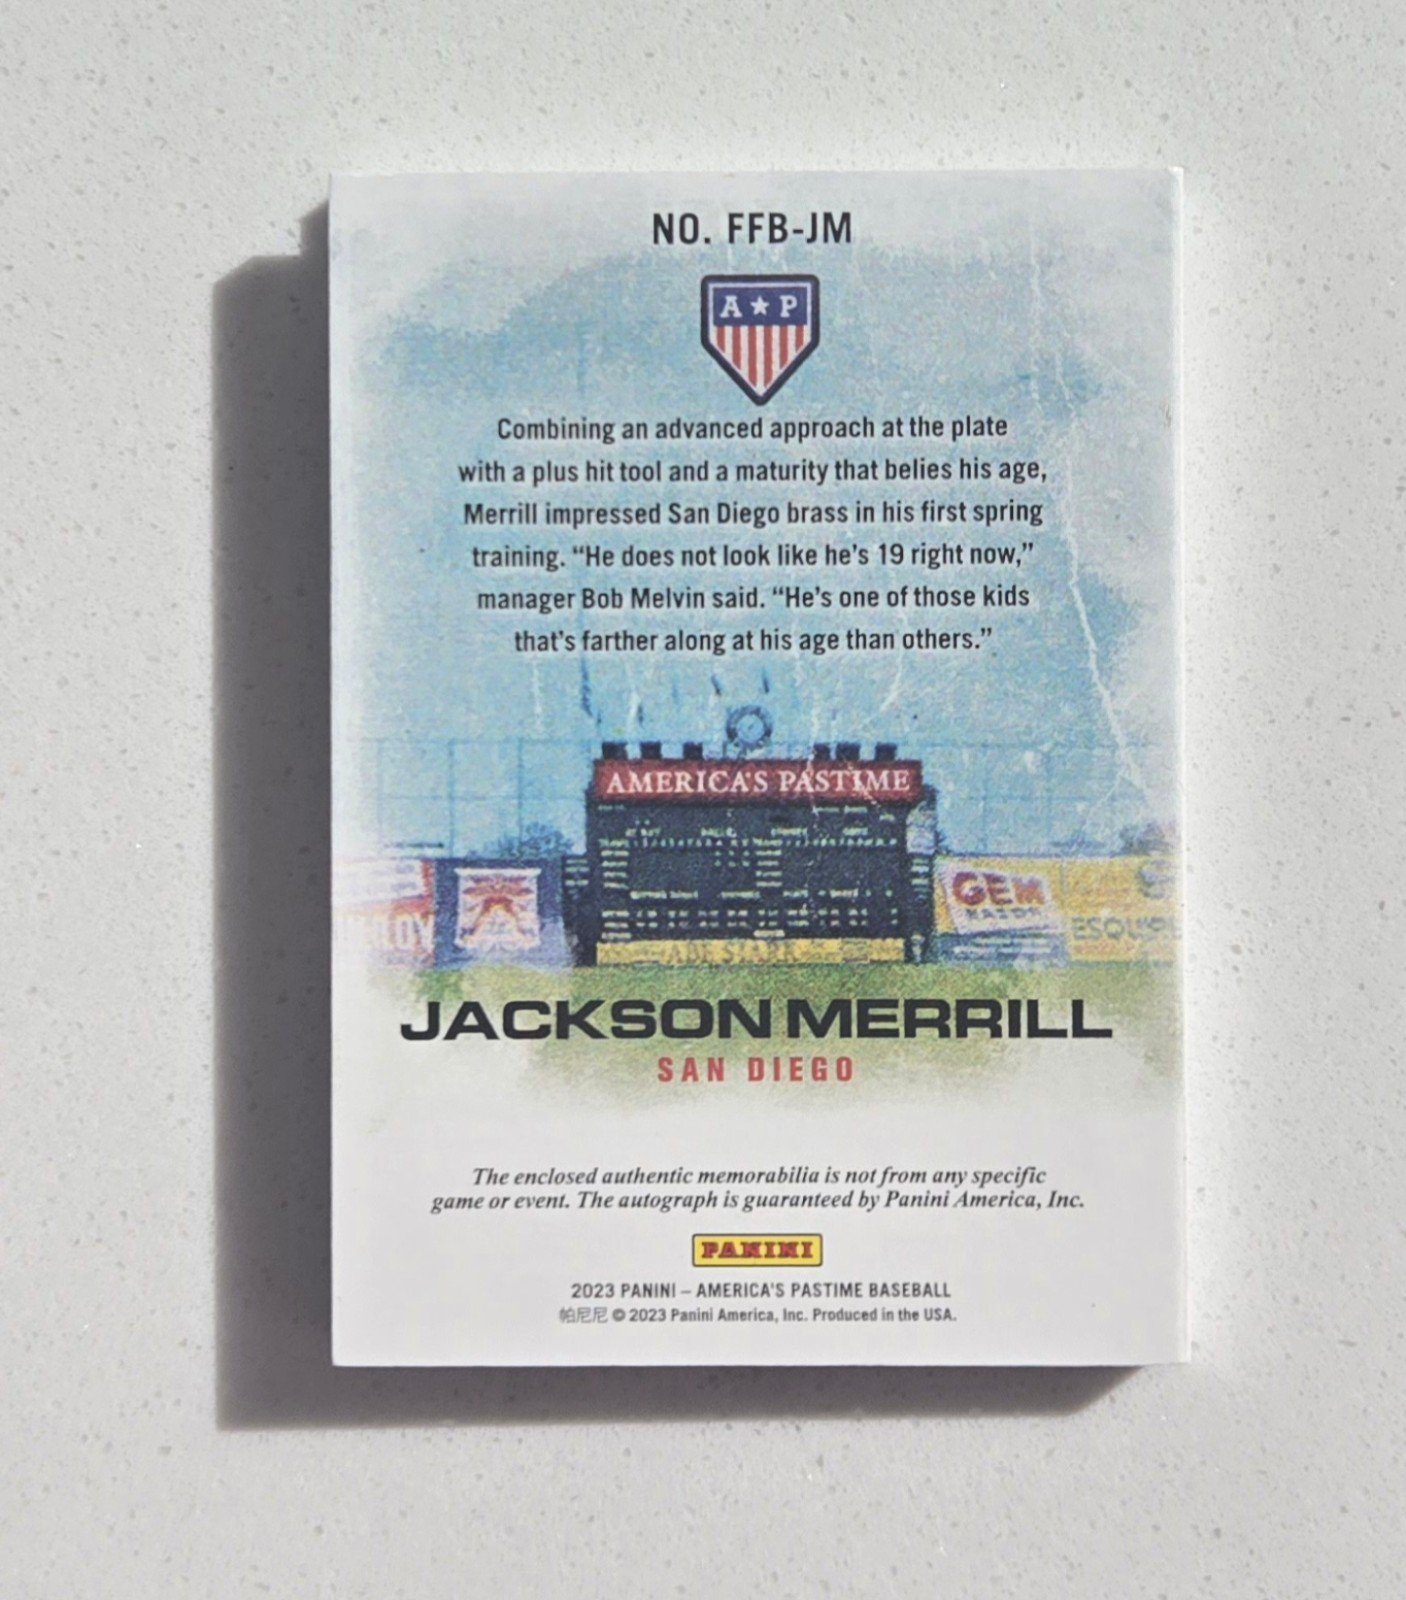 NO. FFB-JM
A★P
Combining an advanced approach at the plate
with a plus hit tool and a maturity that belies his age,
Merrill impressed San Diego brass in his first spring
training. “He does not look like he’s 19 right now,”
manager Bob Melvin said. “He’s one of those kids
that’s farther along at his age than others.”
AMERICA'S PASTIME
GEM
RAZOR
ABE STARK
JACKSON MERRILL
SAN DIEGO
The enclosed authentic memorabilia is not from any specific
game or event. The autograph is guaranteed by Panini America, Inc.
PANINI
2023 PANINI – AMERICA'S PASTIME BASEBALL
帕尼尼 © 2023 Panini America, Inc. Produced in the USA.